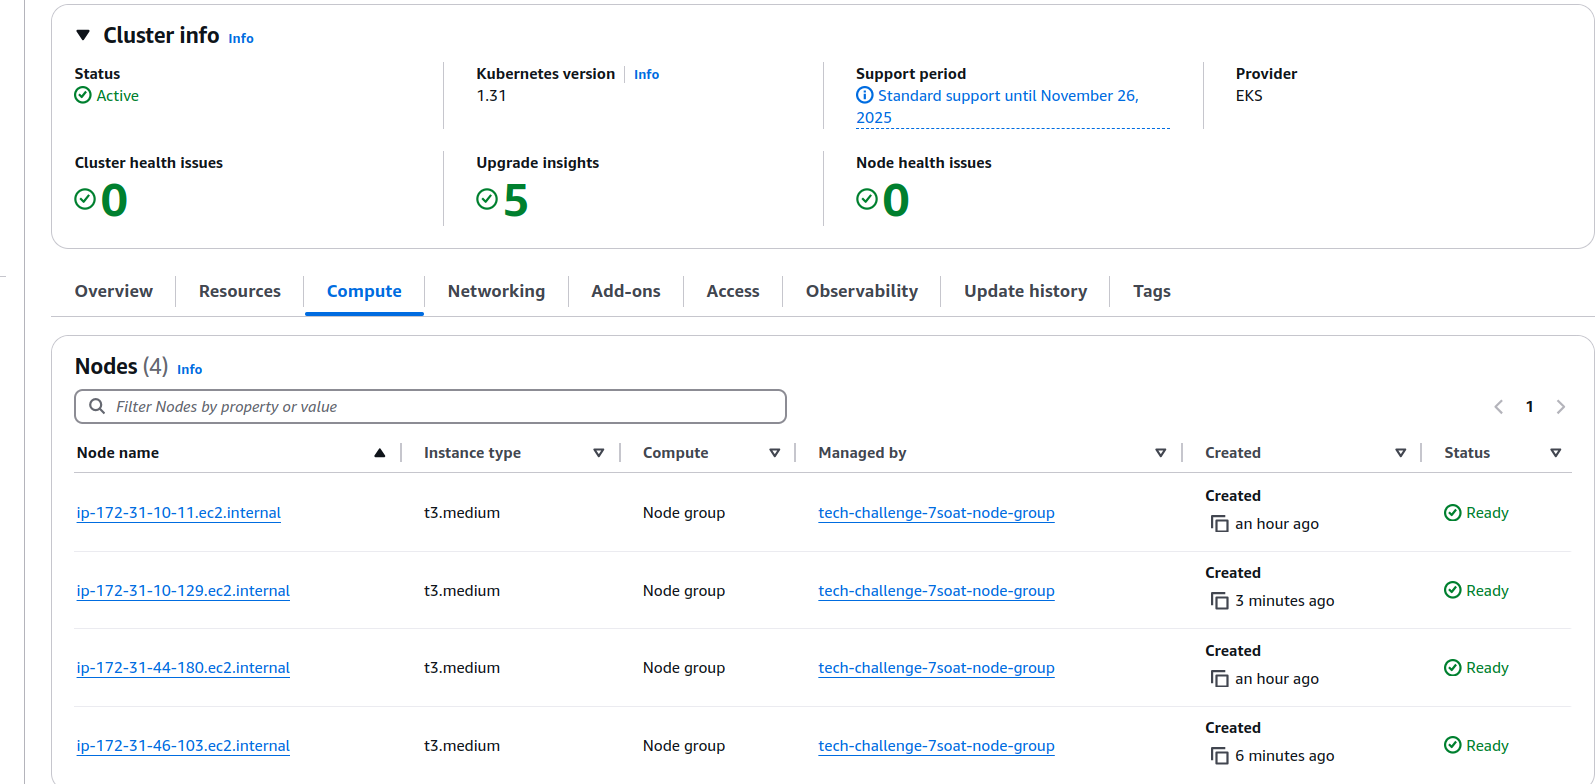 Cluster info Info
Status
Active
Kubernetes version Info
1.31
Support period
Standard support until November 26,
2025
Provider
EKS
Cluster health issues
0
Upgrade insights
5
Node health issues
0
Overview Resources Compute Networking Add-ons Access Observability Update history Tags
Nodes (4) Info
Filter Nodes by property or value
1
Node name Instance type Compute Managed by Created Status
Created
ip-172-31-10-11.ec2.internal t3.medium Node group tech-challenge-7soat-node-group an hour ago Ready
Created
ip-172-31-10-129.ec2.internal t3.medium Node group tech-challenge-7soat-node-group 3 minutes ago Ready
Created
ip-172-31-44-180.ec2.internal t3.medium Node group tech-challenge-7soat-node-group an hour ago Ready
Created
ip-172-31-46-103.ec2.internal t3.medium Node group tech-challenge-7soat-node-group 6 minutes ago Ready